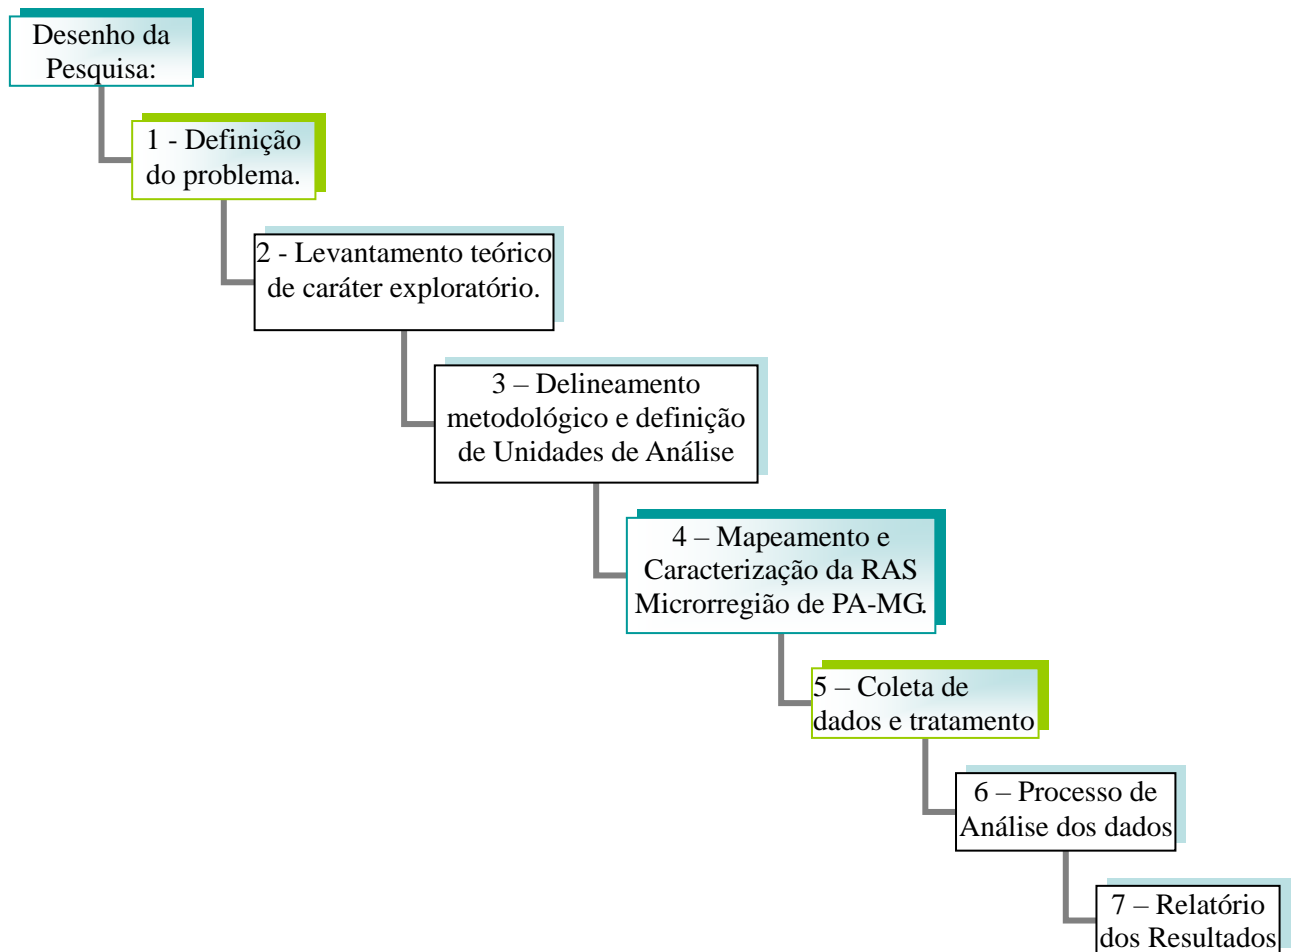 Desenho da
Pesquisa:
1 - Definição
do problema.
2 - Levantamento teórico
de caráter exploratório.
3 – Delineamento
metodológico e definição
de Unidades de Análise
4 – Mapeamento e
Caracterização da RAS
Microrregião de PA-MG.
5 – Coleta de
dados e tratamento
6 – Processo de
Análise dos dados
7 – Relatório
dos Resultados